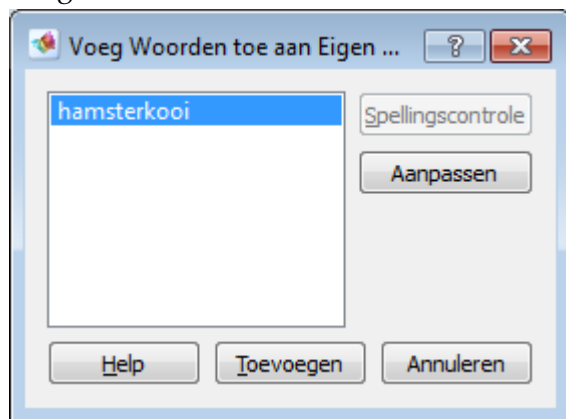 Voeg Woorden toe aan Eigen ...
hamsterkooi
Spellingscontrole
Aanpassen
Help
Toevoegen
Annuleren